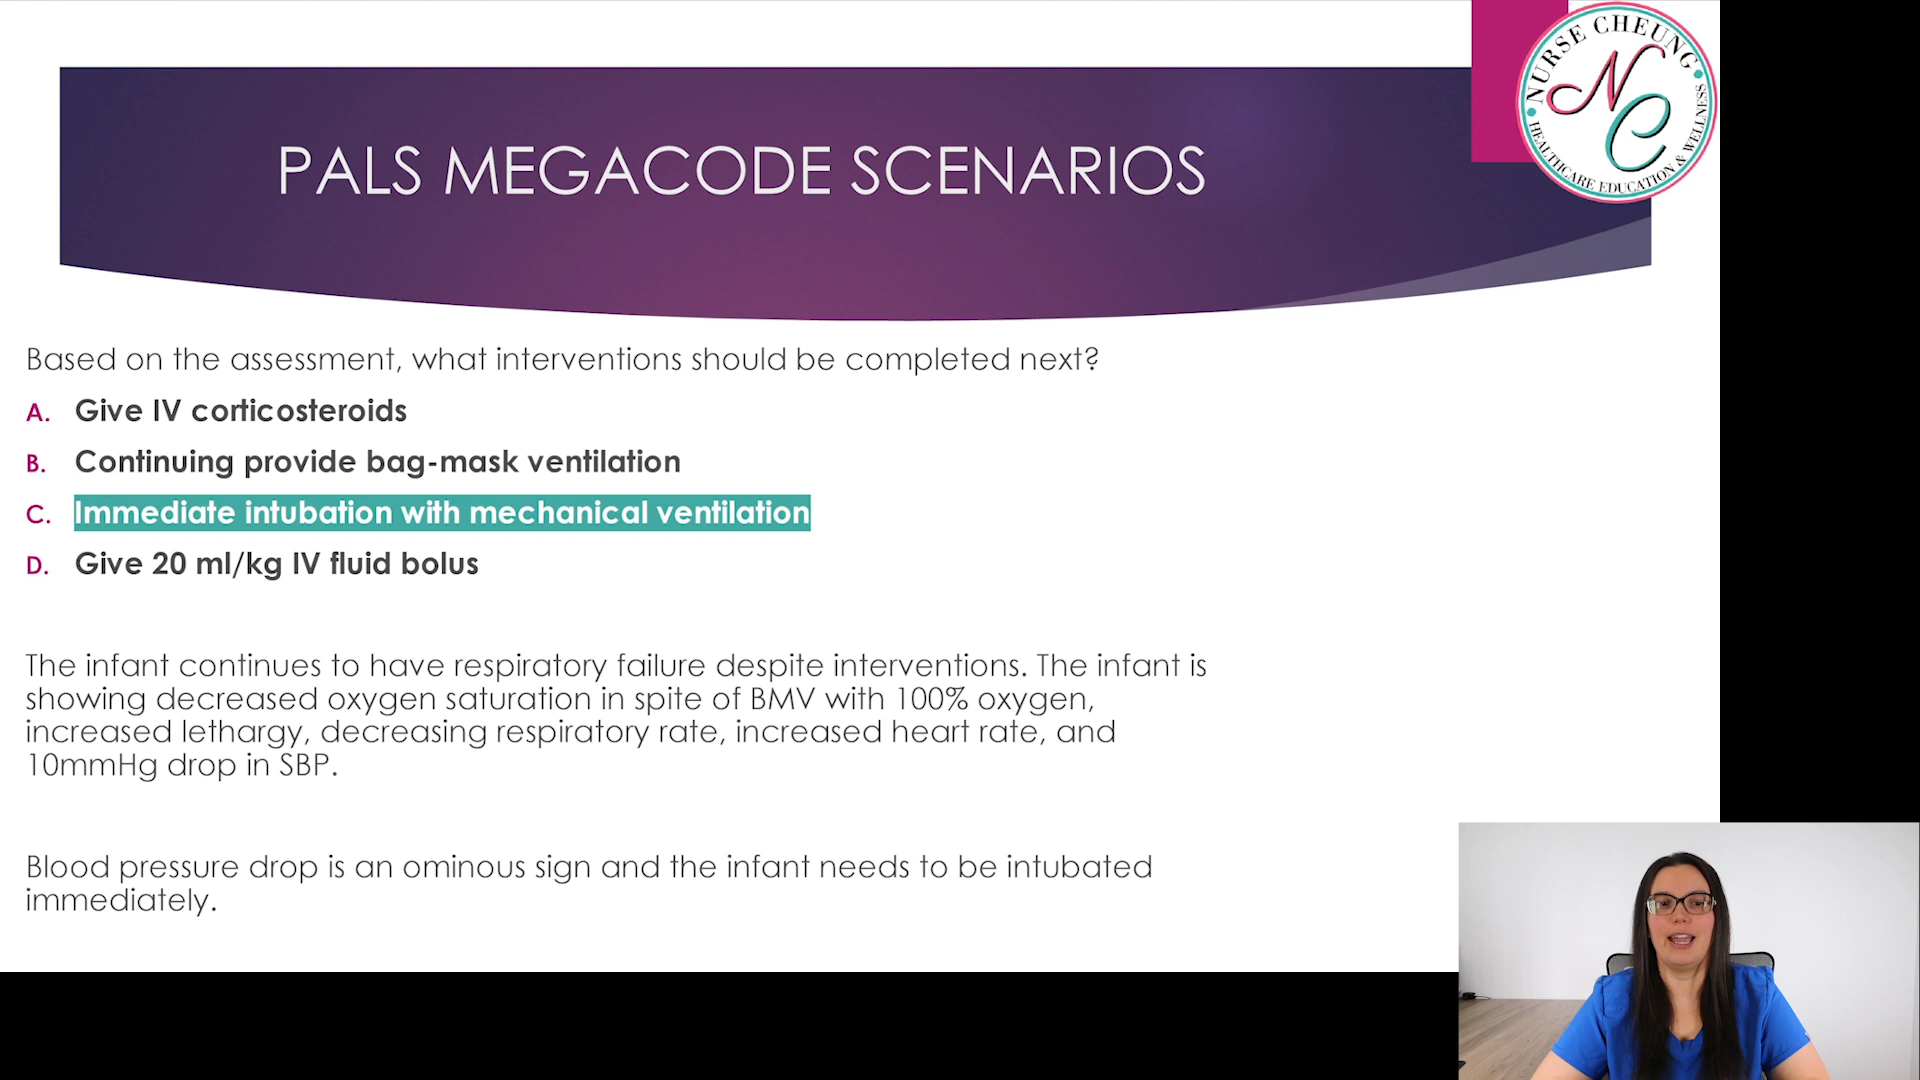 NURSE CHEUNG
NC
HEALTHCARE EDUCATION & WELLNESS
PALS MEGACODE SCENARIOS
Based on the assessment, what interventions should be completed next?
A. Give IV corticosteroids
B. Continuing provide bag-mask ventilation
C. Immediate intubation with mechanical ventilation
D. Give 20 ml/kg IV fluid bolus
The infant continues to have respiratory failure despite interventions. The infant is
showing decreased oxygen saturation in spite of BMV with 100% oxygen,
increased lethargy, decreasing respiratory rate, increased heart rate, and
10mmHg drop in SBP.
Blood pressure drop is an ominous sign and the infant needs to be intubated
immediately.